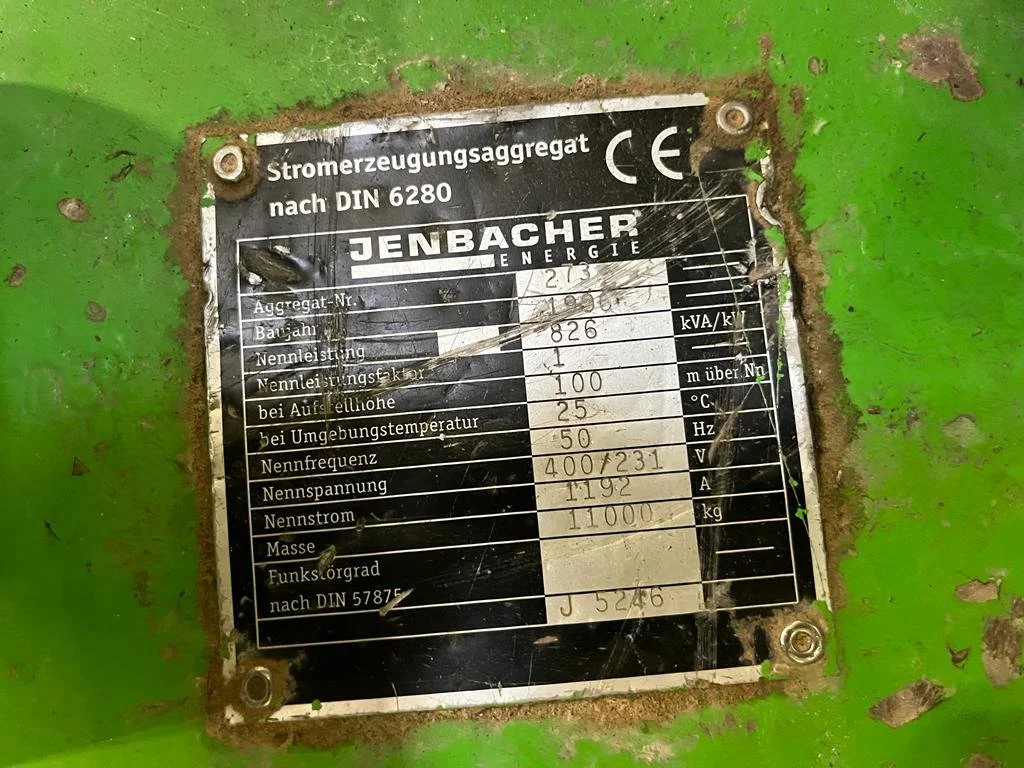 Stromerzeugungsaggregat CE
nach DIN 6280
JENBACHER
ENERGIE
Aggregat-Nr. 273
Baujahr 1996
Nennleistung 826 kVA/kW
Nennleistungsfaktor 1
bei Aufstellhöhe 100 m über Nn
bei Umgebungstemperatur 25 °C
Nennfrequenz 50 Hz
Nennspannung 400/231 V
Nennstrom 1192 A
Masse 11000 kg
Funkstörgrad
nach DIN 57875
J 5246